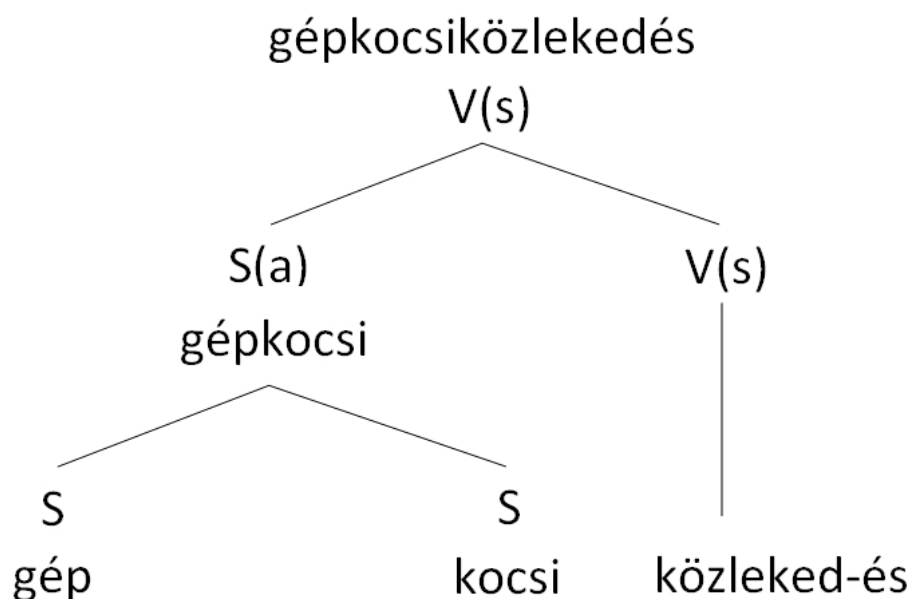 gépkocsiközlekedés
V(s)
S(a) V(s)
gépkocsi
S S
gép kocsi közleked-és